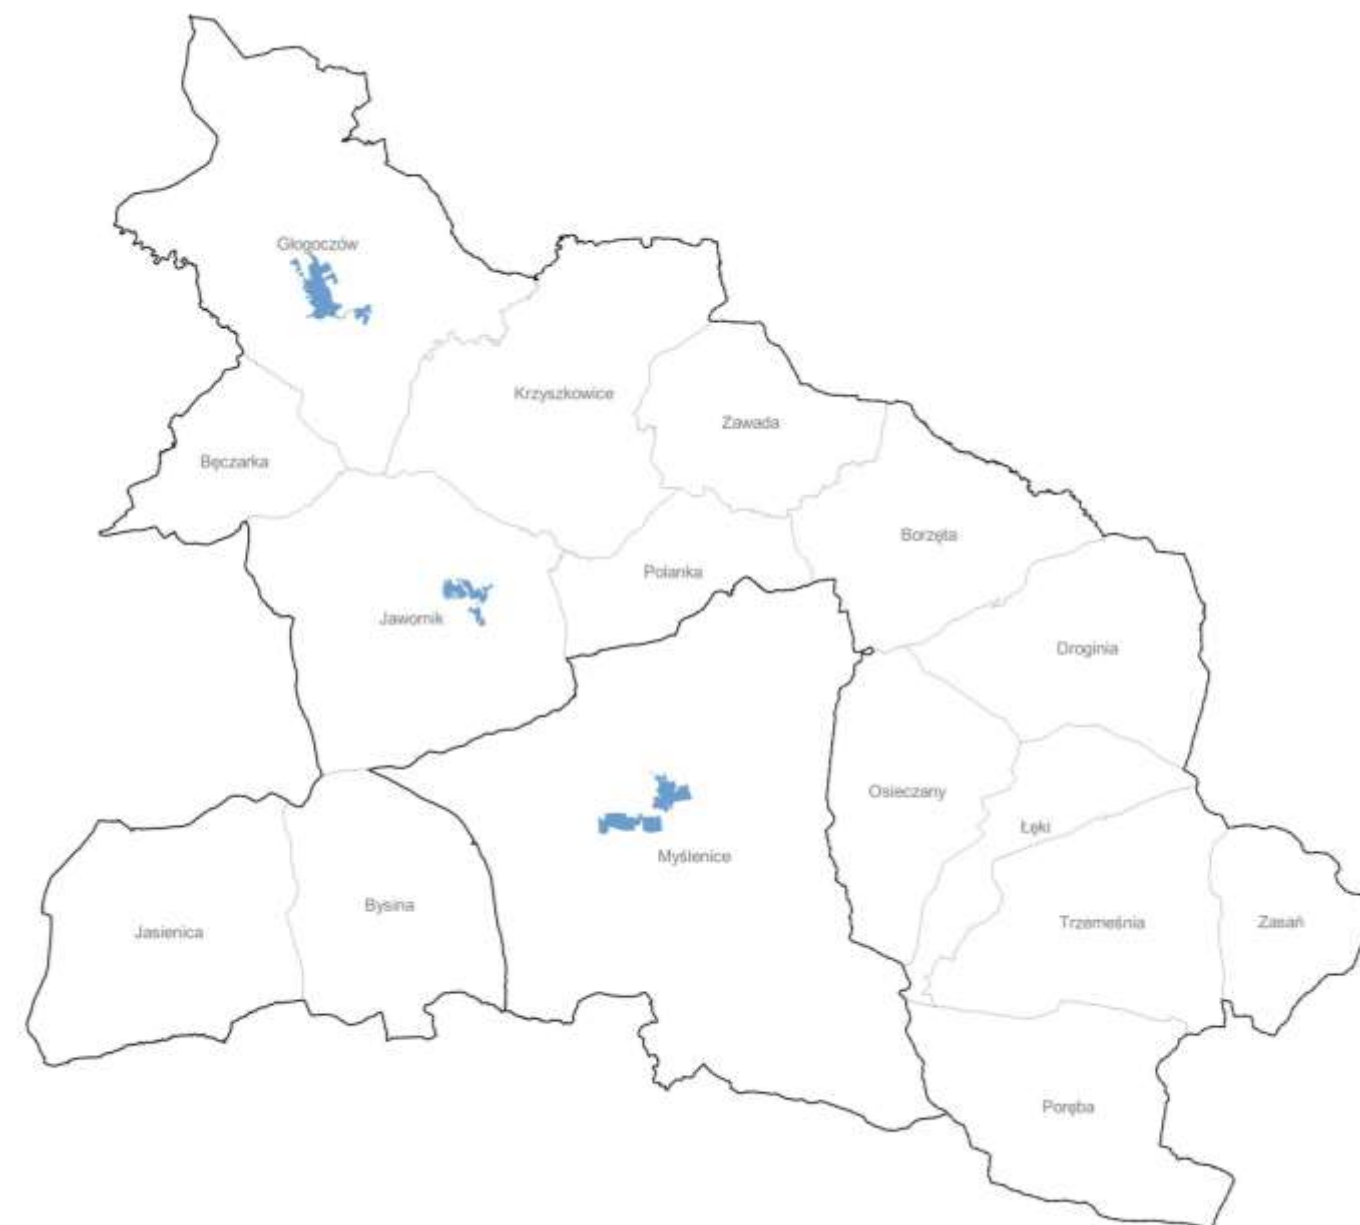 Głogoczów
Krzyszkowice
Zawada
Bęczarka
Borzęta
Polanka
Jawornik
Droginia
Osieczany
Łęki
Myślenice
Bysina
Trzemeśnia
Zasań
Jasienica
Poręba